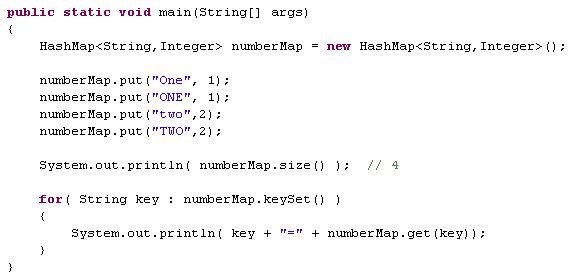 public static void main(String[] args)
{
HashMap<String,Integer> numberMap = new HashMap<String,Integer>();
numberMap.put("One", 1);
numberMap.put("ONE", 1);
numberMap.put("two",2);
numberMap.put("TWO",2);
System.out.println( numberMap.size() );  // 4
for( String key : numberMap.keySet() )
{
System.out.println( key + "=" + numberMap.get(key));
}
}